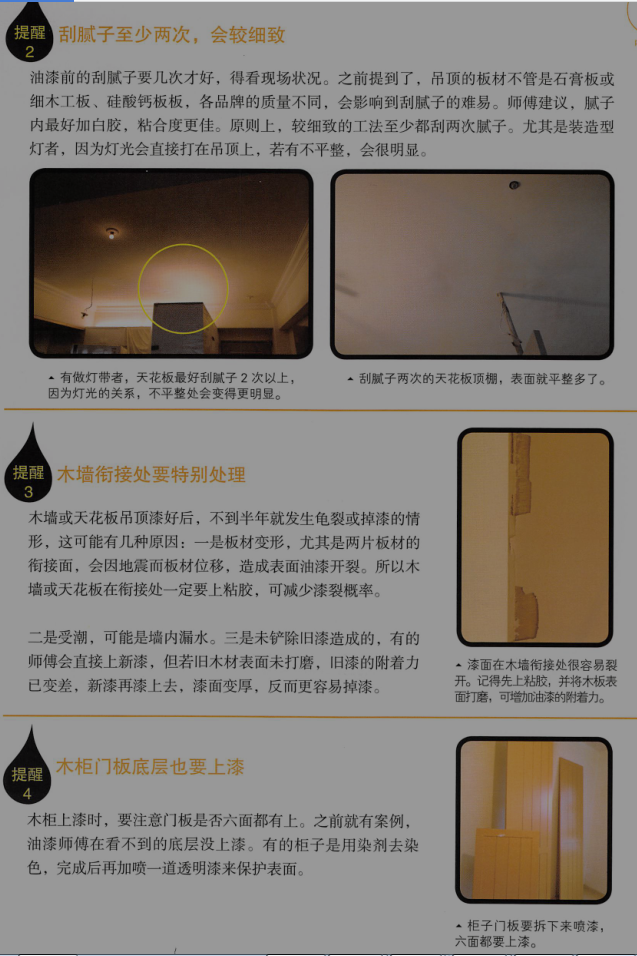 提醒
2
刮腻子至少两次，会较细致
油漆前的刮腻子要几次才好，得看现场状况。之前提到了，吊顶的板材不管是石膏板或
细木工板、硅酸钙板板，各品牌的质量不同，会影响到刮腻子的难易。师傅建议，腻子
内最好加白胶，粘合度更佳。原则上，较细致的工法至少都刮两次腻子。尤其是装造型
灯者，因为灯光会直接打在吊顶上，若有不平整，会很明显。
有做灯带者，天花板最好刮腻子 2 次以上，
因为灯光的关系，不平整处会变得更明显。
刮腻子两次的天花板顶棚，表面就平整多了。
提醒
3
木墙衔接处要特别处理
木墙或天花板吊顶漆好后，不到半年就发生龟裂或掉漆的情
形，这可能有几种原因：一是板材变形，尤其是两片板材的
衔接面，会因地震而板材位移，造成表面油漆开裂。所以木
墙或天花板在衔接处一定要上粘胶，可减少漆裂概率。
二是受潮，可能是墙内漏水。三是未铲除旧漆造成的，有的
师傅会直接上新漆，但若旧木材表面未打磨，旧漆的附着力
已变差，新漆再漆上去，漆面变厚，反而更容易掉漆。
漆面在木墙衔接处很容易裂
开。记得先上粘胶，并将木板表
面打磨，可增加油漆的附着力。
提醒
4
木柜门板底层也要上漆
木柜上漆时，要注意门板是否六面都有上。之前就有案例，
油漆师傅在看不到的底层没上漆。有的柜子是用染剂去染
色，完成后再加喷一道透明漆来保护表面。
柜子门板要拆下来喷漆，
六面都要上漆。